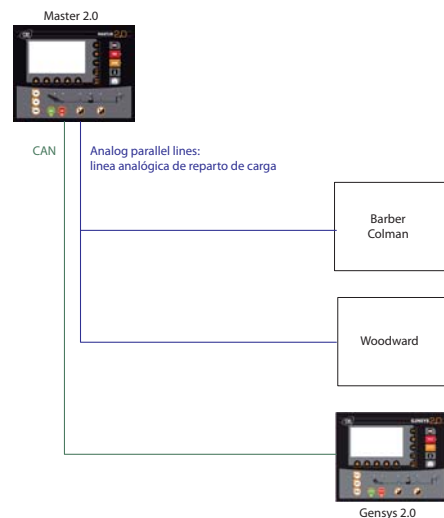 Master 2.0
MASTER 2.0
CAN
Analog parallel lines:
linea analógica de reparto de carga
Barber
Colman
Woodward
GENSYS 2.0
Gensys 2.0